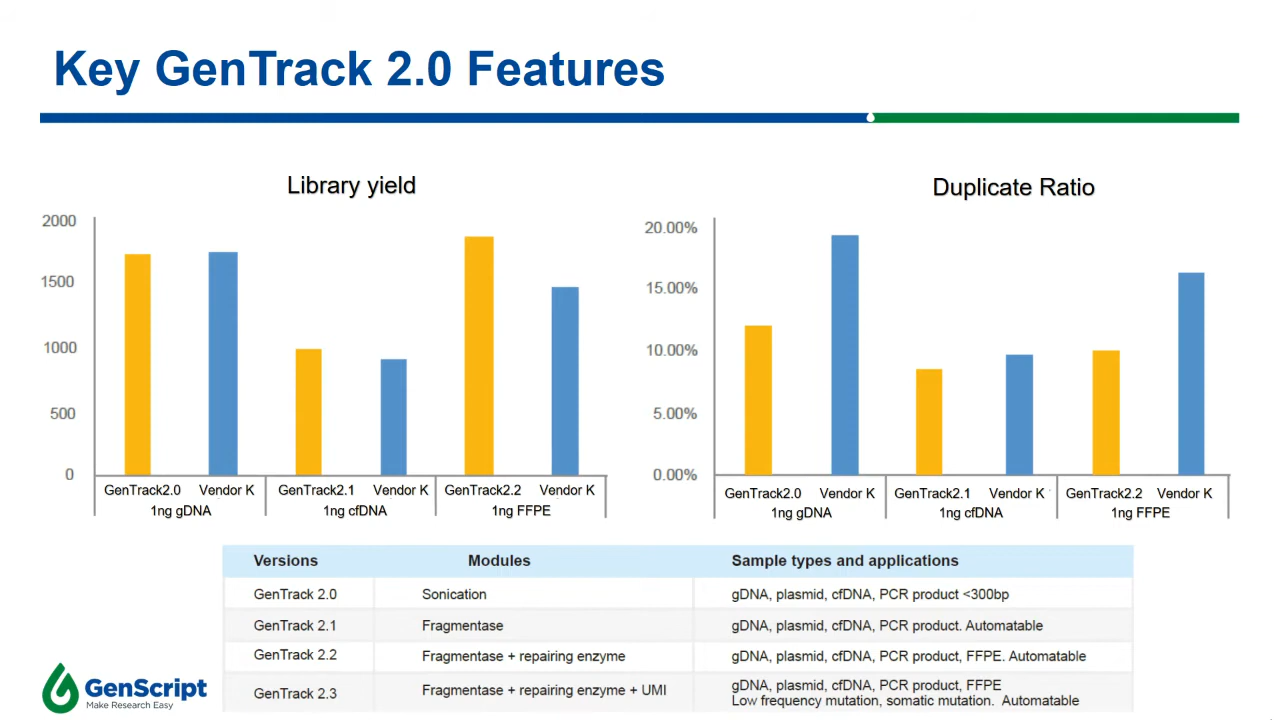 Key GenTrack 2.0 Features
Library yield
2000
1500
1000
500
0
GenTrack2.0 Vendor K GenTrack2.1 Vendor K GenTrack2.2 Vendor K
1ng gDNA 1ng cfDNA 1ng FFPE
Duplicate Ratio
20.00%
15.00%
10.00%
5.00%
0.00%
GenTrack2.0 Vendor K GenTrack2.1 Vendor K GenTrack2.2 Vendor K
1ng gDNA 1ng cfDNA 1ng FFPE
Versions Modules Sample types and applications
GenTrack 2.0 Sonication gDNA, plasmid, cfDNA, PCR product <300bp
GenTrack 2.1 Fragmentase gDNA, plasmid, cfDNA, PCR product. Automatable
GenTrack 2.2 Fragmentase + repairing enzyme gDNA, plasmid, cfDNA, PCR product, FFPE. Automatable
GenTrack 2.3 Fragmentase + repairing enzyme + UMI gDNA, plasmid, cfDNA, PCR product, FFPE
Low frequency mutation, somatic mutation. Automatable
GenScript
Make Research Easy